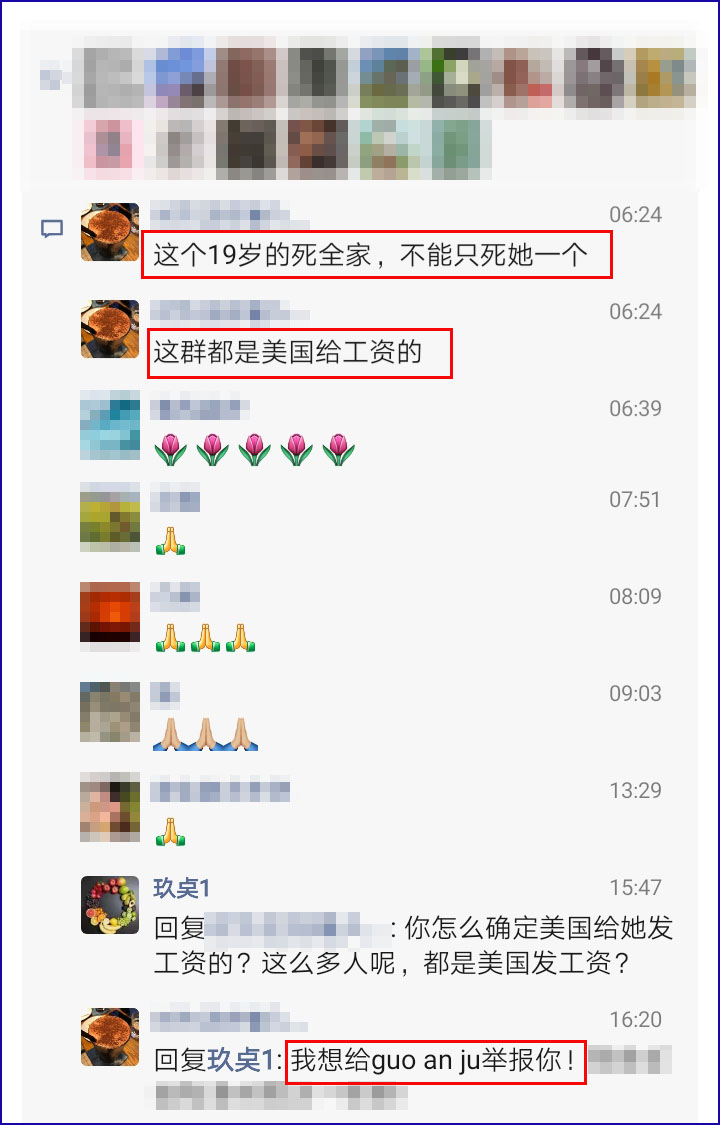 06:24
这个19岁的死全家，不能只死她一个
06:24
这群都是美国给工资的
06:39
🌷🌷🌷🌷🌷
07:51
🙏
08:09
🙏🙏🙏
09:03
🙏🏼🙏🏼🙏🏼
13:29
🙏
玖奌1 15:47
回复 : 你怎么确定美国给她发
工资的？这么多人呢，都是美国发工资？
16:20
回复玖奌1: 我想给guo an ju举报你！